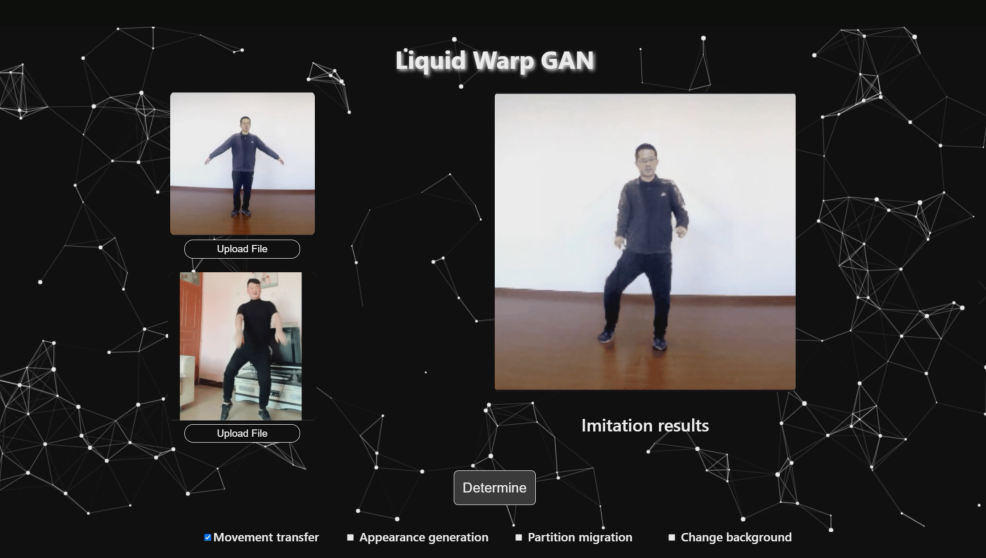 Liquid Warp GAN
Upload File
Upload File
Imitation results
Determine
Movement transfer
Appearance generation
Partition migration
Change background